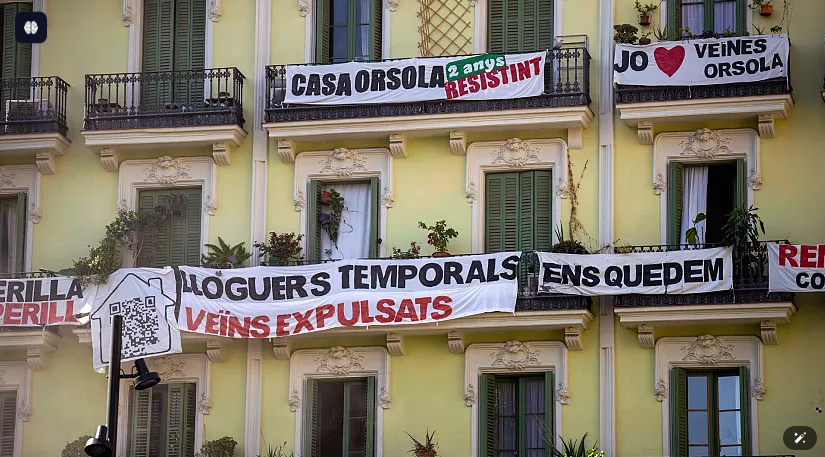 CASA ORSOLA
2 anys
RESISTINT
JO ❤ VEÏNES
ORSOLA
LLOGUERS TEMPORALS
VEÏNS EXPULSATS
ENS QUEDEM